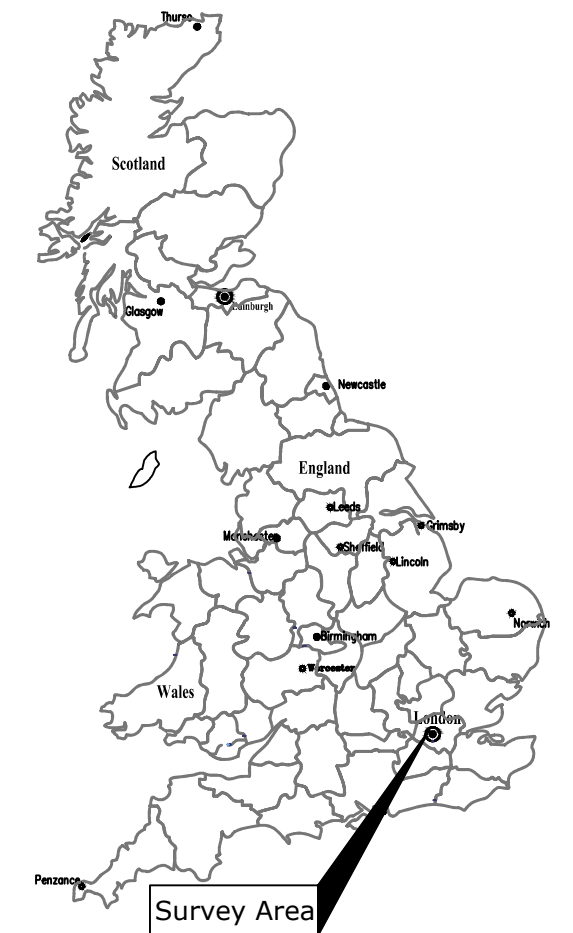 Thurso
Scotland
Edinburgh
Glasgow
Newcastle
England
Leeds
Grimsby
Manchester
Sheffield
Lincoln
Norwich
Birmingham
Worcester
Wales
London
Penzance
Survey Area